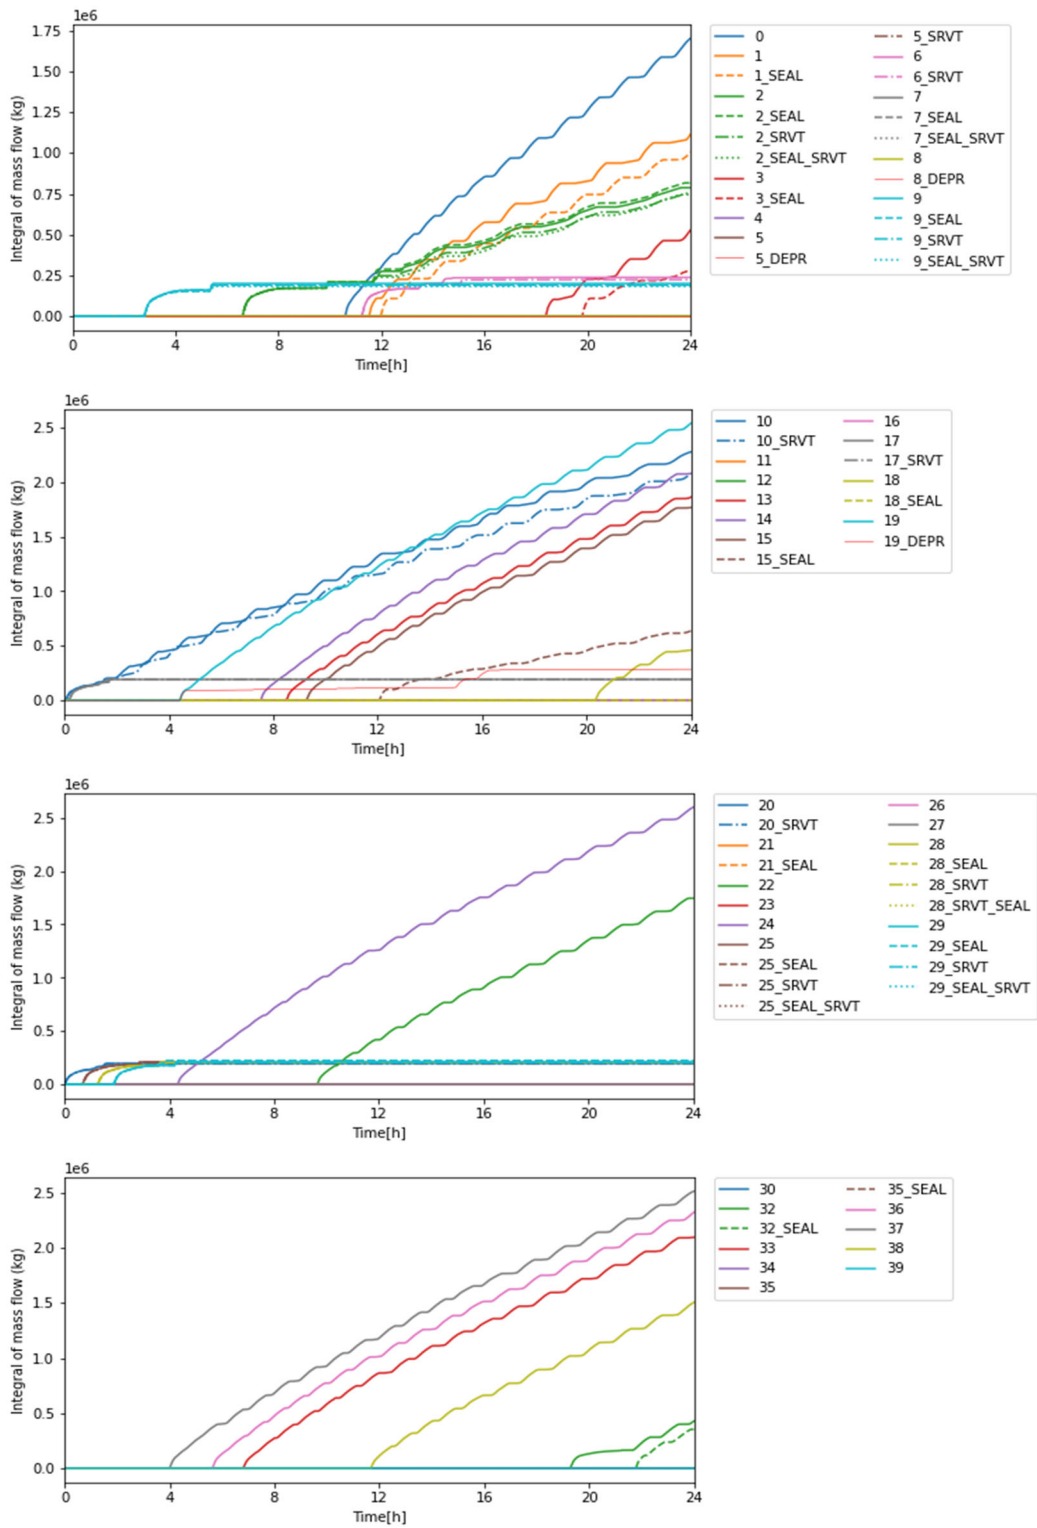 1e6
Integral of mass flow (kg)
1.75
1.50
1.25
1.00
0.75
0.50
0.25
0.00
0 4 8 12 16 20 24
Time[h]
0
1
1_SEAL
2
2_SEAL
2_SRVT
2_SEAL_SRVT
3
3_SEAL
4
5
5_DEPR
5_SRVT
6
6_SRVT
7
7_SEAL
7_SEAL_SRVT
8
8_DEPR
9
9_SEAL
9_SRVT
9_SEAL_SRVT
1e6
Integral of mass flow (kg)
2.5
2.0
1.5
1.0
0.5
0.0
0 4 8 12 16 20 24
Time[h]
10
10_SRVT
11
12
13
14
15
15_SEAL
16
17
17_SRVT
18
18_SEAL
19
19_DEPR
1e6
Integral of mass flow (kg)
2.5
2.0
1.5
1.0
0.5
0.0
0 4 8 12 16 20 24
Time[h]
20
20_SRVT
21
21_SEAL
22
23
24
25
25_SEAL
25_SRVT
25_SEAL_SRVT
26
27
28
28_SEAL
28_SRVT
28_SRVT_SEAL
29
29_SEAL
29_SRVT
29_SEAL_SRVT
1e6
Integral of mass flow (kg)
2.5
2.0
1.5
1.0
0.5
0.0
0 4 8 12 16 20 24
Time[h]
30
32
32_SEAL
33
34
35
35_SEAL
36
37
38
39